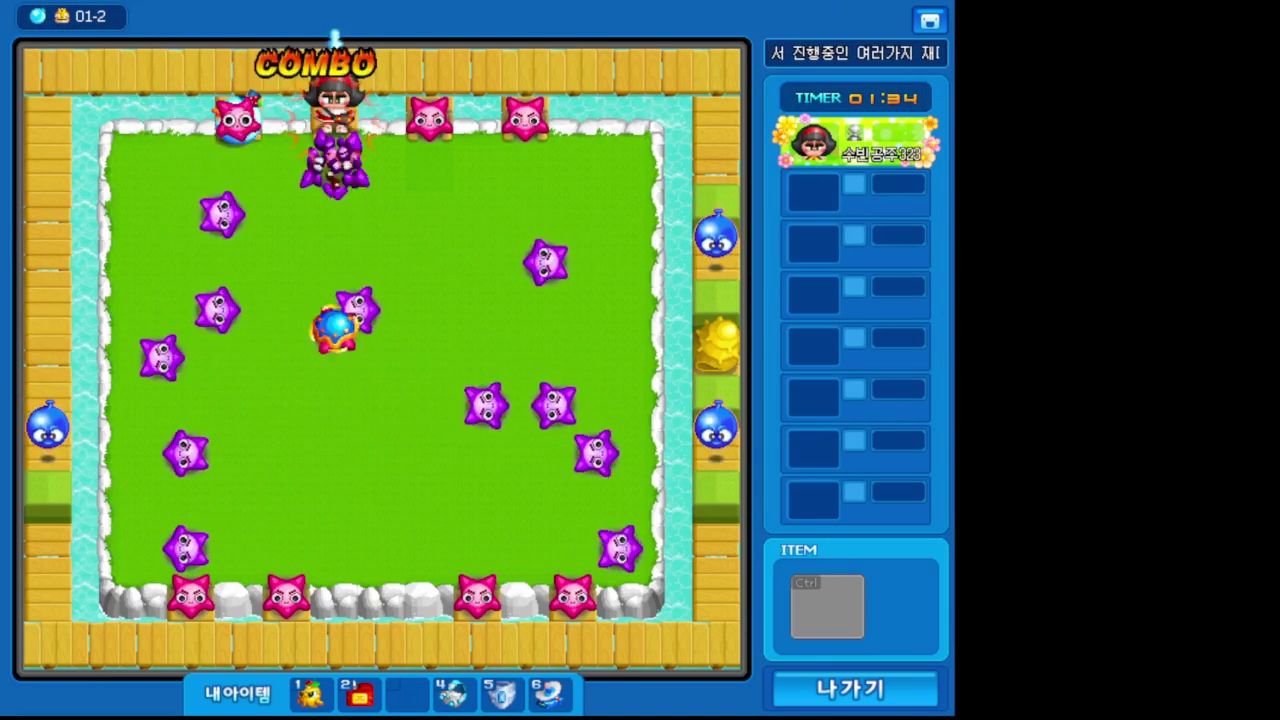 01-2
COMBO
서 진행중인 여러가지 재
TIMER 01:34
수빈공주323
ITEM
Ctrl
내아이템 1 2 4 5 6
나가기